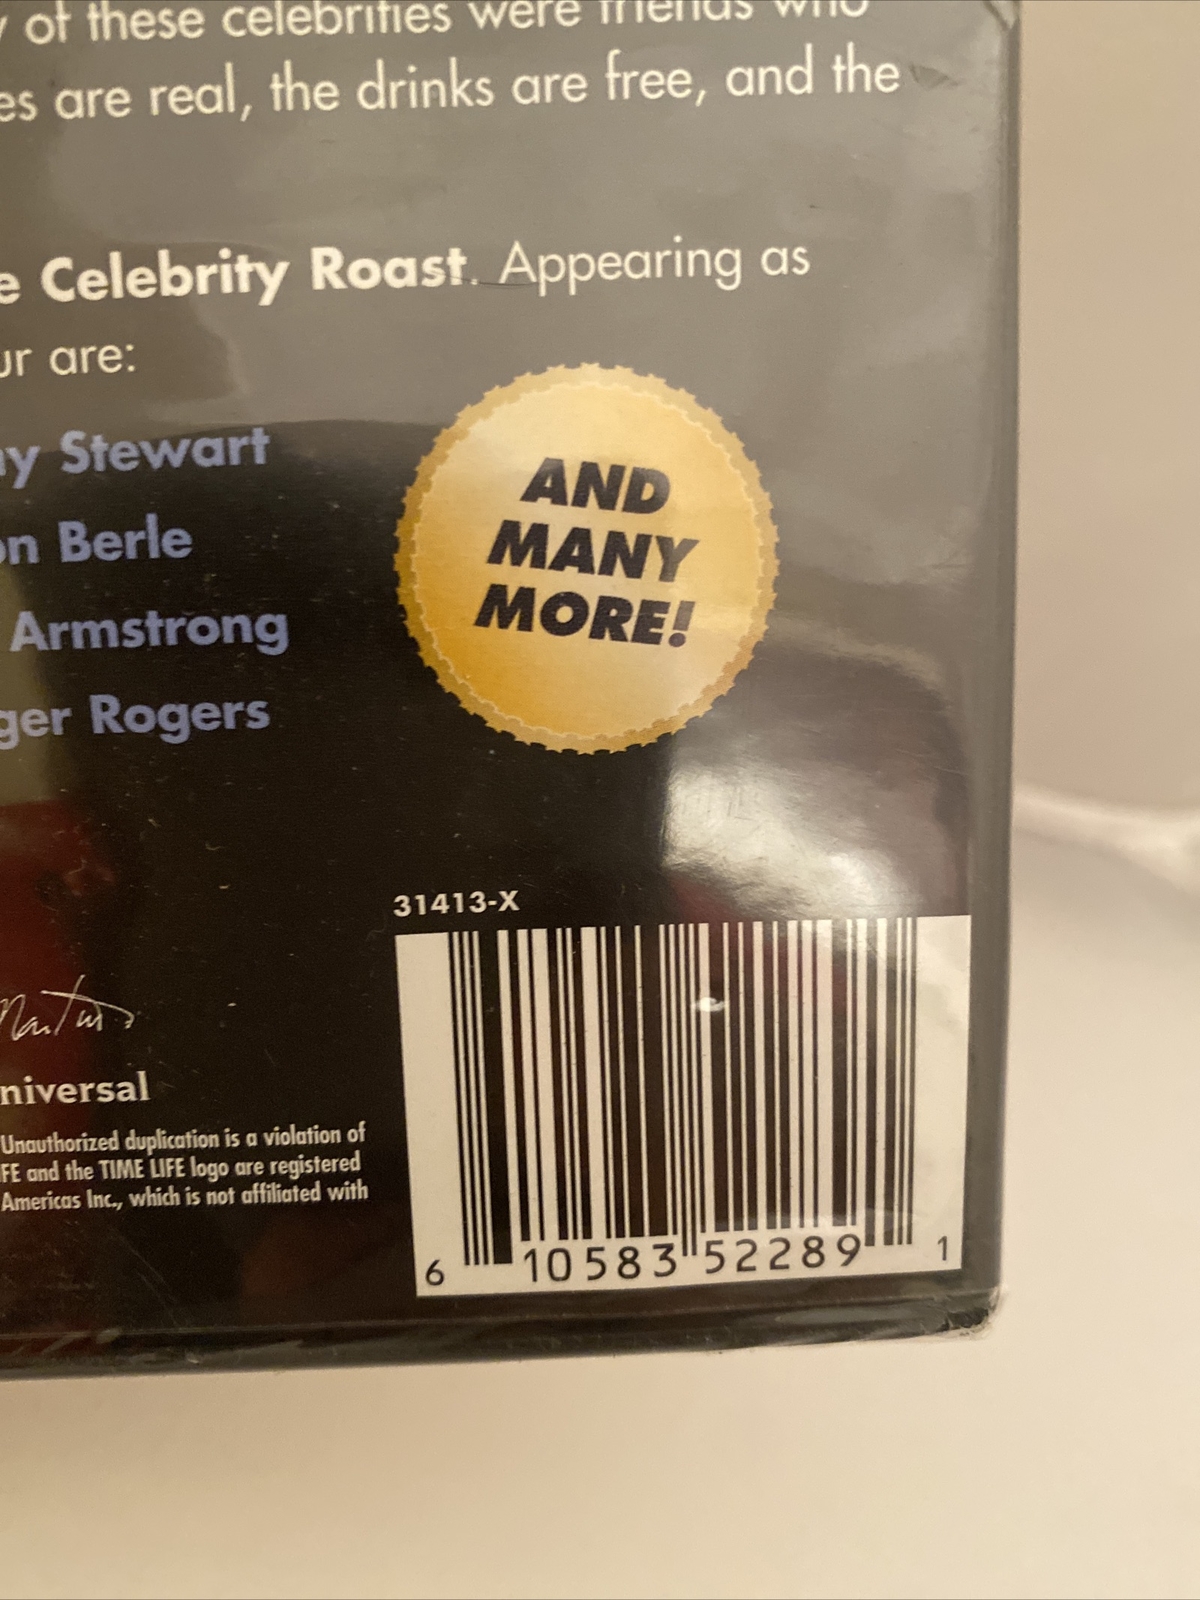 of these celebrities were friends who
es are real, the drinks are free, and the
e Celebrity Roast. Appearing as
ur are:
y Stewart
on Berle
Armstrong
ger Rogers
AND
MANY
MORE!
31413-X
Martin
niversal
Unauthorized duplication is a violation of
FE and the TIME LIFE logo are registered
Americas Inc., which is not affiliated with
6 10583 52289 1